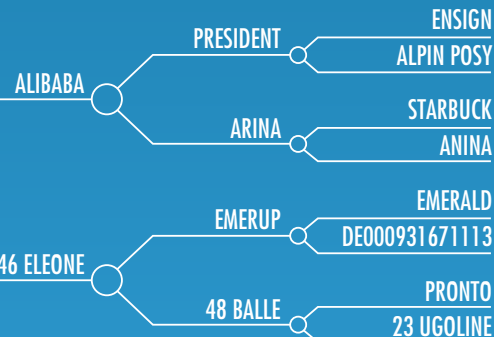 ENSIGN
PRESIDENT
ALPIN POSY
ALIBABA
STARBUCK
ARINA
ANINA
EMERALD
EMERUP
DE000931671113
46 ELEONE
PRONTO
48 BALLE
23 UGOLINE